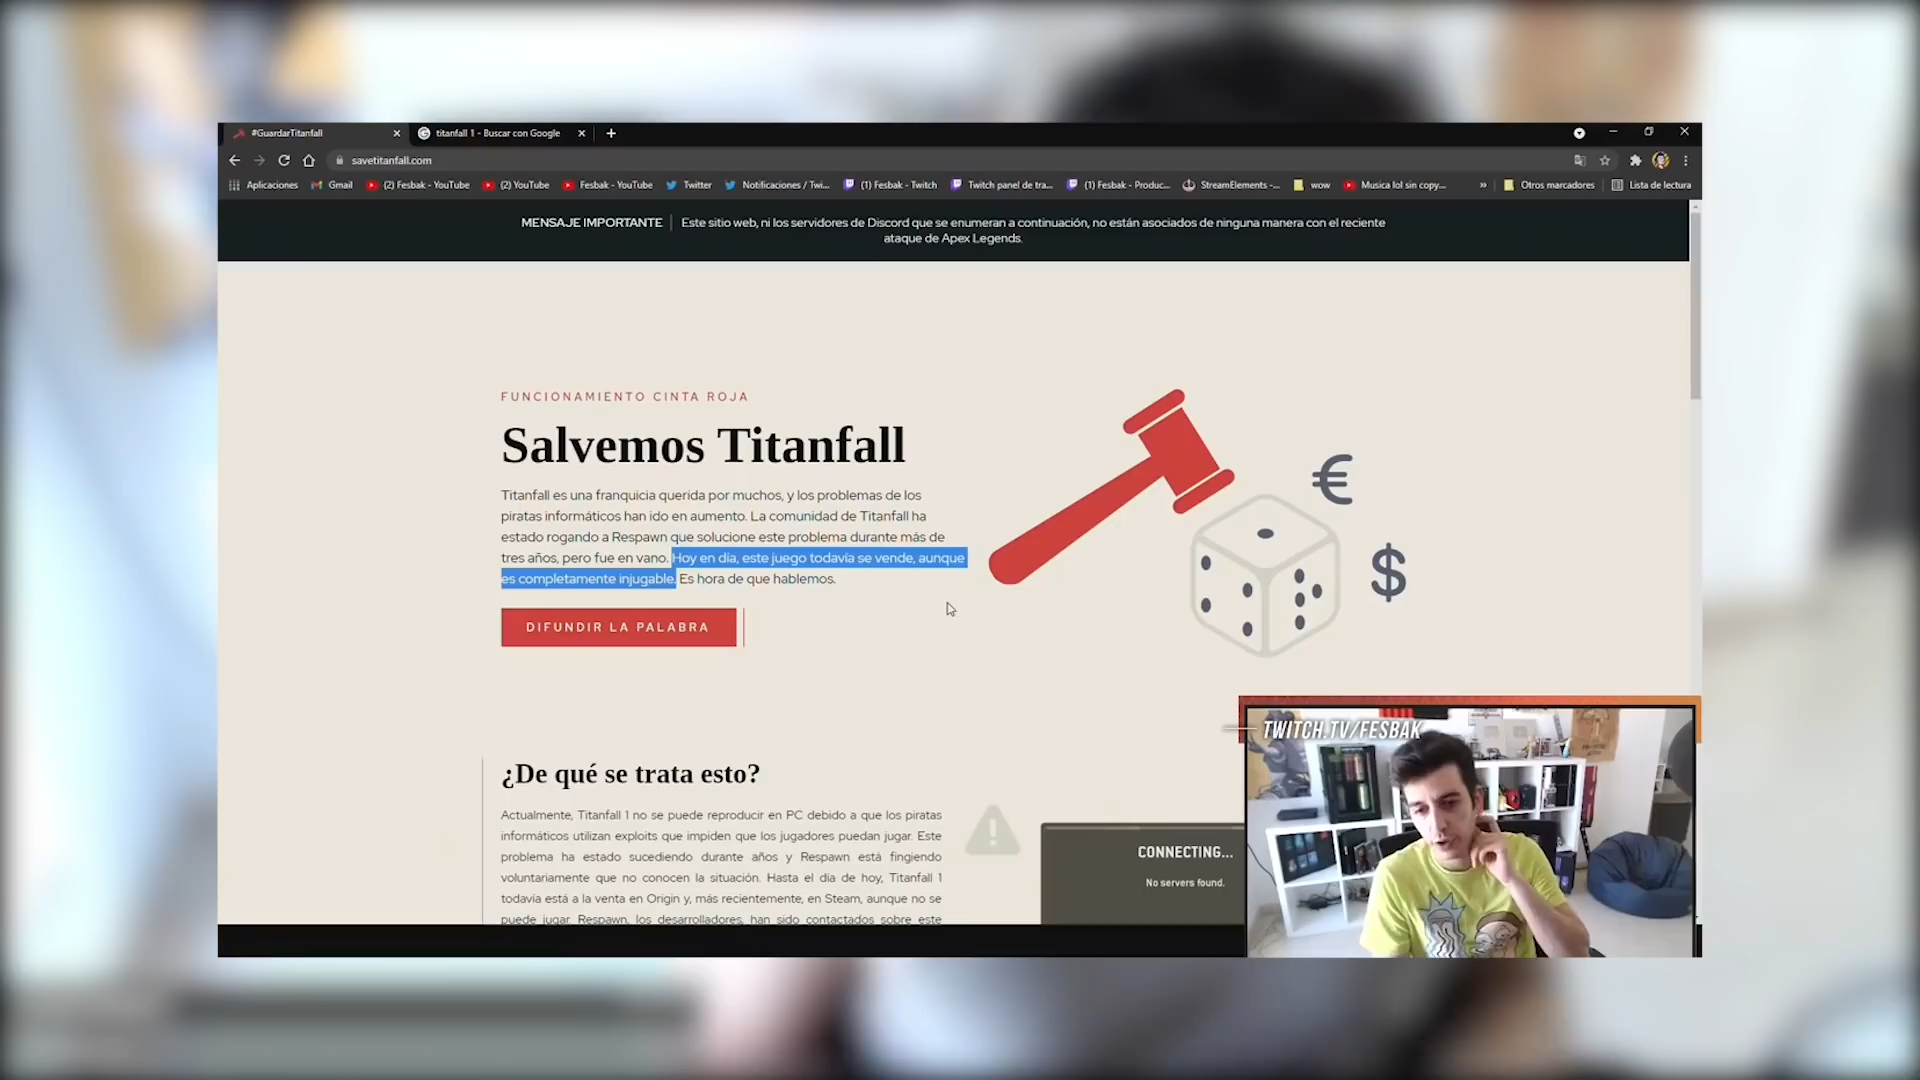 #GuardarTitanfall
titanfall 1 - Buscar con Google
savetitanfall.com
Aplicaciones
Gmail
(2) Fesbak - YouTube
(2) YouTube
Fesbak - YouTube
Twitter
Notificaciones / Twi...
(1) Fesbak - Twitch
Twitch panel de tra...
(1) Fesbak - Produc...
StreamElements -...
wow
Musica lol sin copy...
»
Otros marcadores
Lista de lectura
MENSAJE IMPORTANTE
Este sitio web, ni los servidores de Discord que se enumeran a continuación, no están asociados de ninguna manera con el reciente
ataque de Apex Legends.
FUNCIONAMIENTO CINTA ROJA
Salvemos Titanfall
Titanfall es una franquicia querida por muchos, y los problemas de los
piratas informáticos han ido en aumento. La comunidad de Titanfall ha
estado rogando a Respawn que solucione este problema durante más de
tres años, pero fue en vano. Hoy en día, este juego todavía se vende, aunque
es completamente injugable. Es hora de que hablemos.
DIFUNDIR LA PALABRA
€
$
¿De qué se trata esto?
Actualmente, Titanfall 1 no se puede reproducir en PC debido a que los piratas
informáticos utilizan exploits que impiden que los jugadores puedan jugar. Este
problema ha estado sucediendo durante años y Respawn está fingiendo
voluntariamente que no conocen la situación. Hasta el día de hoy, Titanfall 1
todavía está a la venta en Origin y, más recientemente, en Steam, aunque no se
puede jugar. Respawn, los desarrolladores, han sido contactados sobre este
CONNECTING...
No servers found.
TWITCH.TV/FESBAK